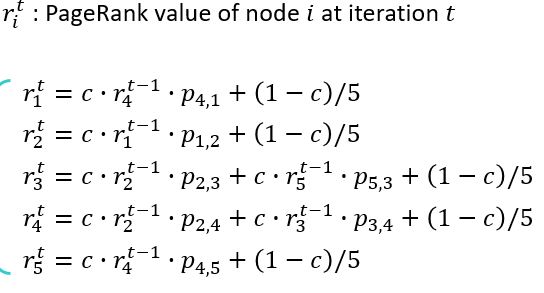 r_i^t : PageRank value of node i at iteration t
r_1^t = c · r_4^{t−1} · p_{4,1} + (1 − c)/5
r_2^t = c · r_1^{t−1} · p_{1,2} + (1 − c)/5
r_3^t = c · r_2^{t−1} · p_{2,3} + c · r_5^{t−1} · p_{5,3} + (1 − c)/5
r_4^t = c · r_2^{t−1} · p_{2,4} + c · r_3^{t−1} · p_{3,4} + (1 − c)/5
r_5^t = c · r_4^{t−1} · p_{4,5} + (1 − c)/5